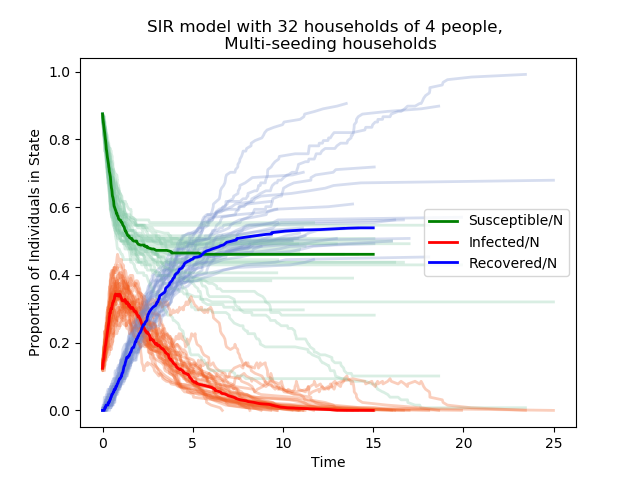 SIR model with 32 households of 4 people,
Multi-seeding households
Proportion of Individuals in State
1.0
0.8
0.6
0.4
0.2
0.0
Susceptible/N
Infected/N
Recovered/N
0 5 10 15 20 25
Time